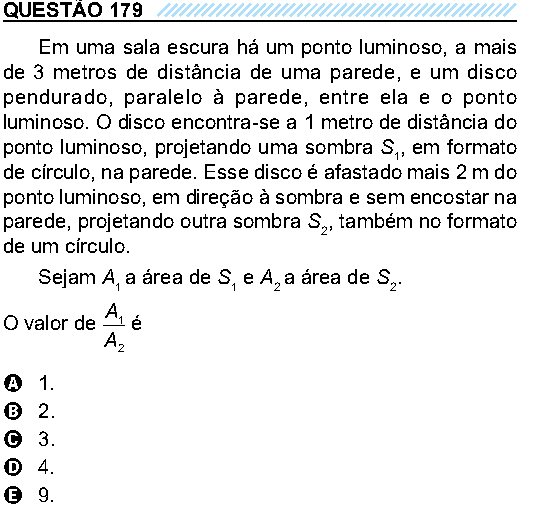 QUESTÃO 179
Em uma sala escura há um ponto luminoso, a mais
de 3 metros de distância de uma parede, e um disco
pendurado, paralelo à parede, entre ela e o ponto
luminoso. O disco encontra-se a 1 metro de distância do
ponto luminoso, projetando uma sombra S₁, em formato
de círculo, na parede. Esse disco é afastado mais 2 m do
ponto luminoso, em direção à sombra e sem encostar na
parede, projetando outra sombra S₂, também no formato
de um círculo.
Sejam A₁ a área de S₁ e A₂ a área de S₂.
O valor de A₁/A₂ é
A 1.
B 2.
C 3.
D 4.
E 9.